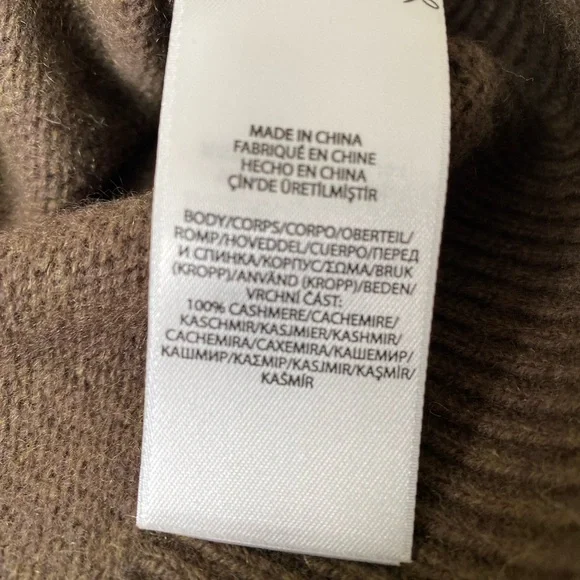 MADE IN CHINA
FABRIQUÉ EN CHINE
HECHO EN CHINA
ÇİN'DE ÜRETİLMİŞTİR
BODY/CORPS/CORPO/OBERTEIL/
ROMP/HOVEDDEL/CUERPO/ПЕРЕД
И СПИНКА/КОРПУС/ΣΩΜΑ/BRUK
(KROPP)/ANVÄND (KROPP)/BEDEN/
VRCHNÍ ČÁST:
100% CASHMERE/CACHEMIRE/
KASCHMIR/KASJMIER/KASHMIR/
CACHEMIRA/CAXEMIRA/КАШЕМИР/
КАШМИР/ΚΑΣΜΙΡ/KASJMIR/KAŞMİR/
KAŠMÍR